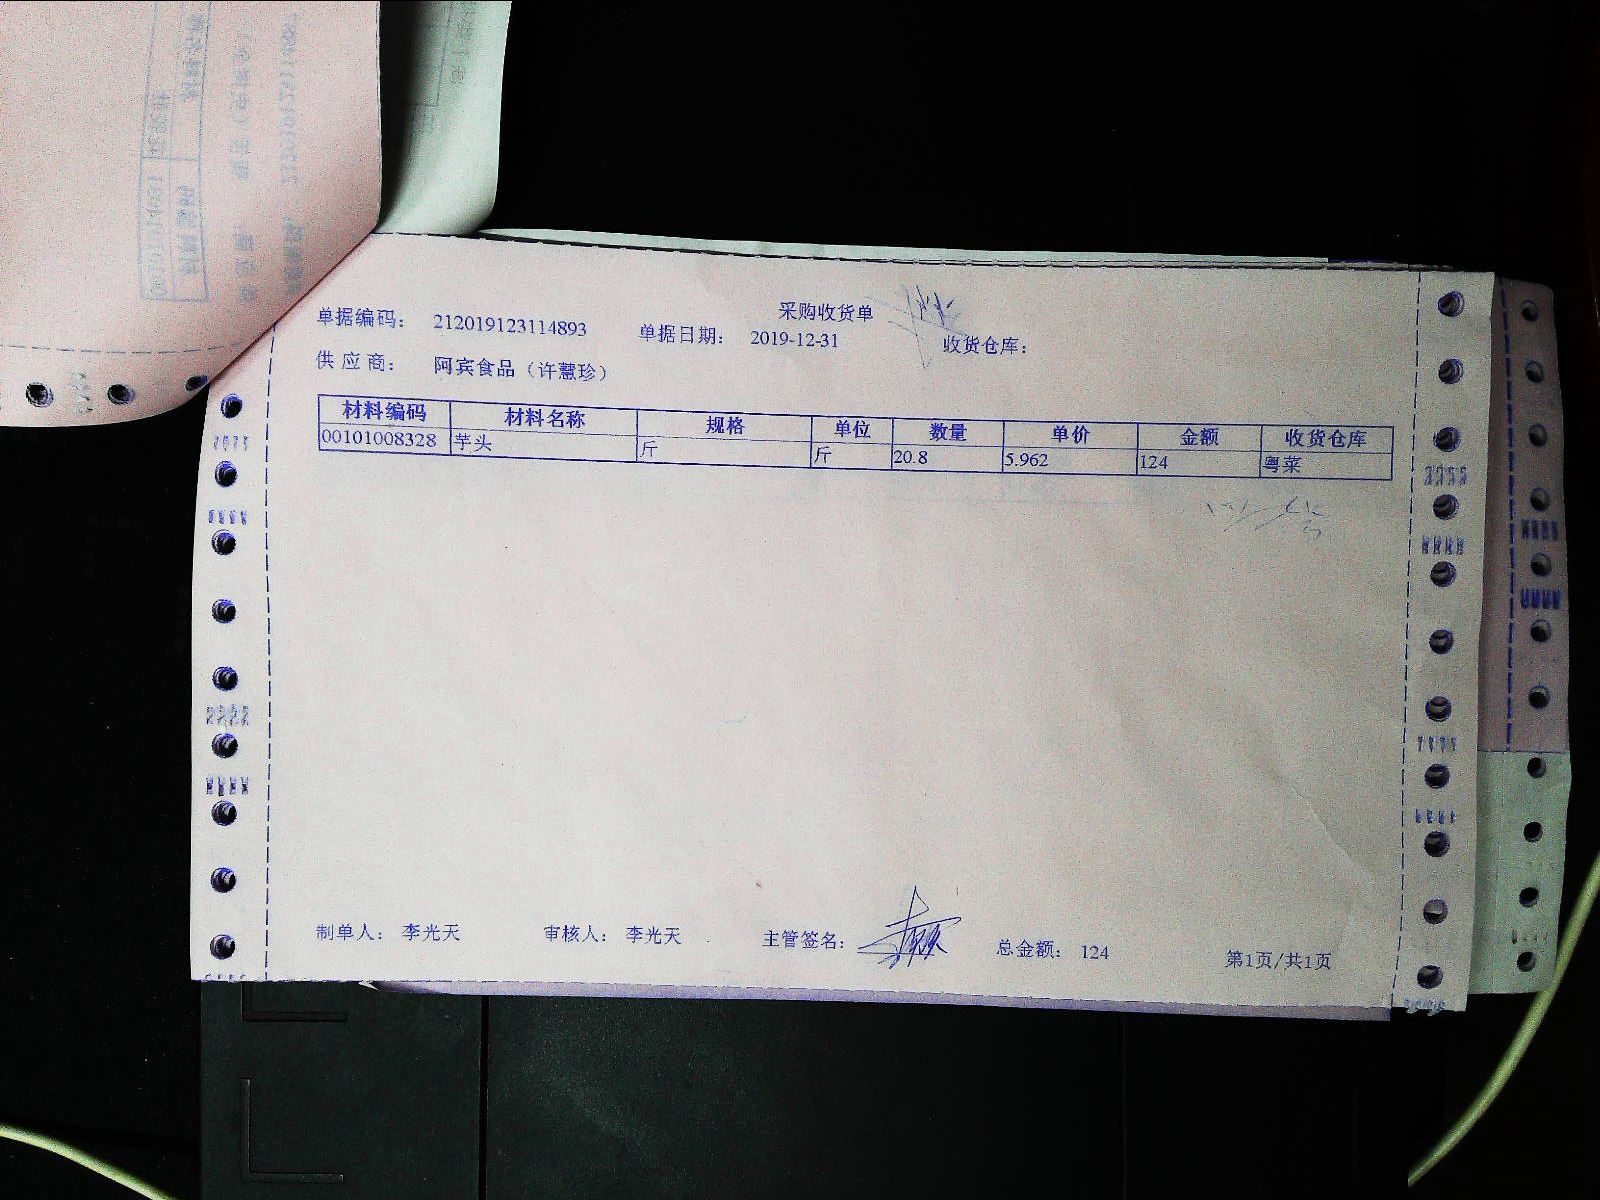 采购收货单
单据编码： 212019123114893 单据日期： 2019-12-31 收货仓库：
供应商： 阿宾食品（许慧珍）
材料编码 材料名称 规格 单位 数量 单价 金额 收货仓库
00101008328 芋头 斤 斤 20.8 5.962 124 粤菜
制单人： 李光天 审核人： 李光天 主管签名： 总金额： 124 第1页/共1页